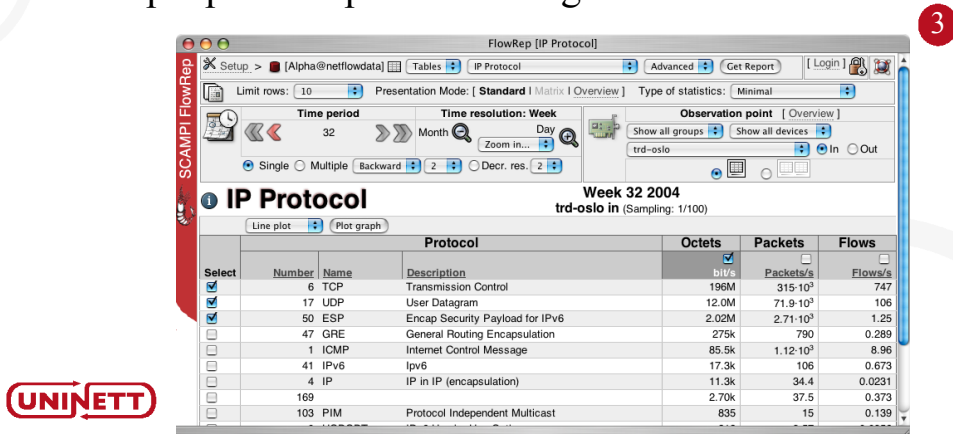 3
FlowRep [IP Protocol]
SCAMPI FlowRep
Setup > [Alpha@netflowdata] Tables IP Protocol Advanced Get Report [ Login ]
Limit rows: 10 Presentation Mode: [ Standard | Matrix | Overview ] Type of statistics: Minimal
Time period Time resolution: Week Observation point [ Overview ]
32 Month Day Zoom in... Show all groups Show all devices
trd-oslo In Out
Single Multiple Backward 2 Decr. res. 2
IP Protocol
Week 32 2004
trd-oslo in (Sampling: 1/100)
Line plot Plot graph
Protocol Octets Packets Flows
Select Number Name Description bit/s Packets/s Flows/s
6 TCP Transmission Control 196M 315·10³ 747
17 UDP User Datagram 12.0M 71.9·10³ 106
50 ESP Encap Security Payload for IPv6 2.02M 2.71·10³ 1.25
47 GRE General Routing Encapsulation 275k 790 0.289
1 ICMP Internet Control Message 85.5k 1.12·10³ 8.96
41 IPv6 Ipv6 17.3k 106 0.673
4 IP IP in IP (encapsulation) 11.3k 34.4 0.0231
169 2.70k 37.5 0.373
103 PIM Protocol Independent Multicast 835 15 0.139
UNINETT